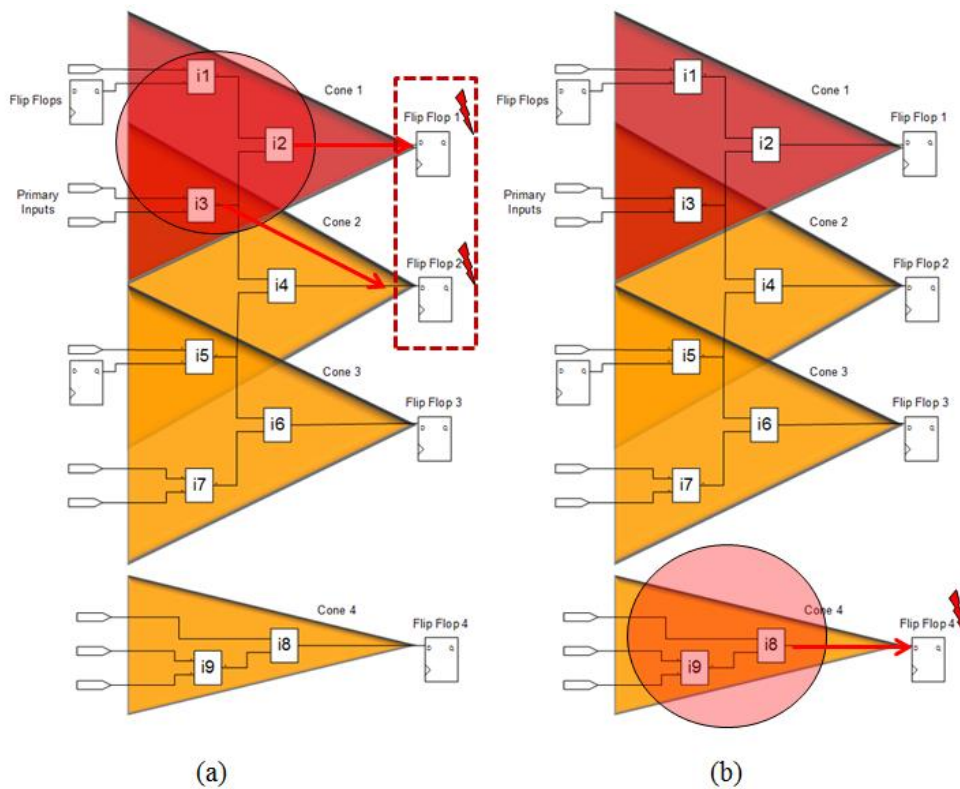 i1
Cone 1
Flip Flops
Flip Flop 1
i2
Primary
Inputs
i3
Cone 2
Flip Flop 2
i4
i5
Cone 3
Flip Flop 3
i6
i7
Cone 4
Flip Flop 4
i8
i9
(a)
i1
Cone 1
Flip Flops
Flip Flop 1
i2
Primary
Inputs
i3
Cone 2
Flip Flop 2
i4
i5
Cone 3
Flip Flop 3
i6
i7
Cone 4
Flip Flop 4
i8
i9
(b)